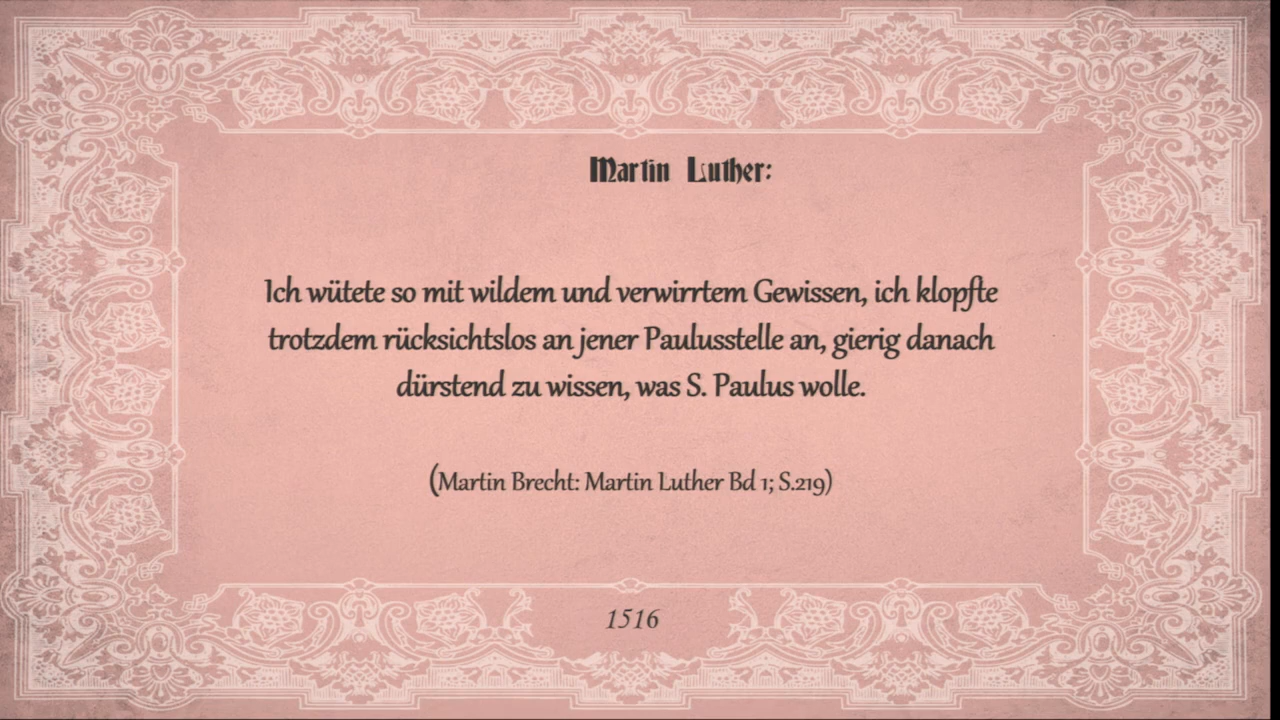 Martin Luther:
Ich wütete so mit wildem und verwirrtem Gewissen, ich klopfte
trotzdem rücksichtslos an jener Paulusstelle an, gierig danach
dürstend zu wissen, was S. Paulus wolle.
(Martin Brecht: Martin Luther Bd 1; S.219)
1516